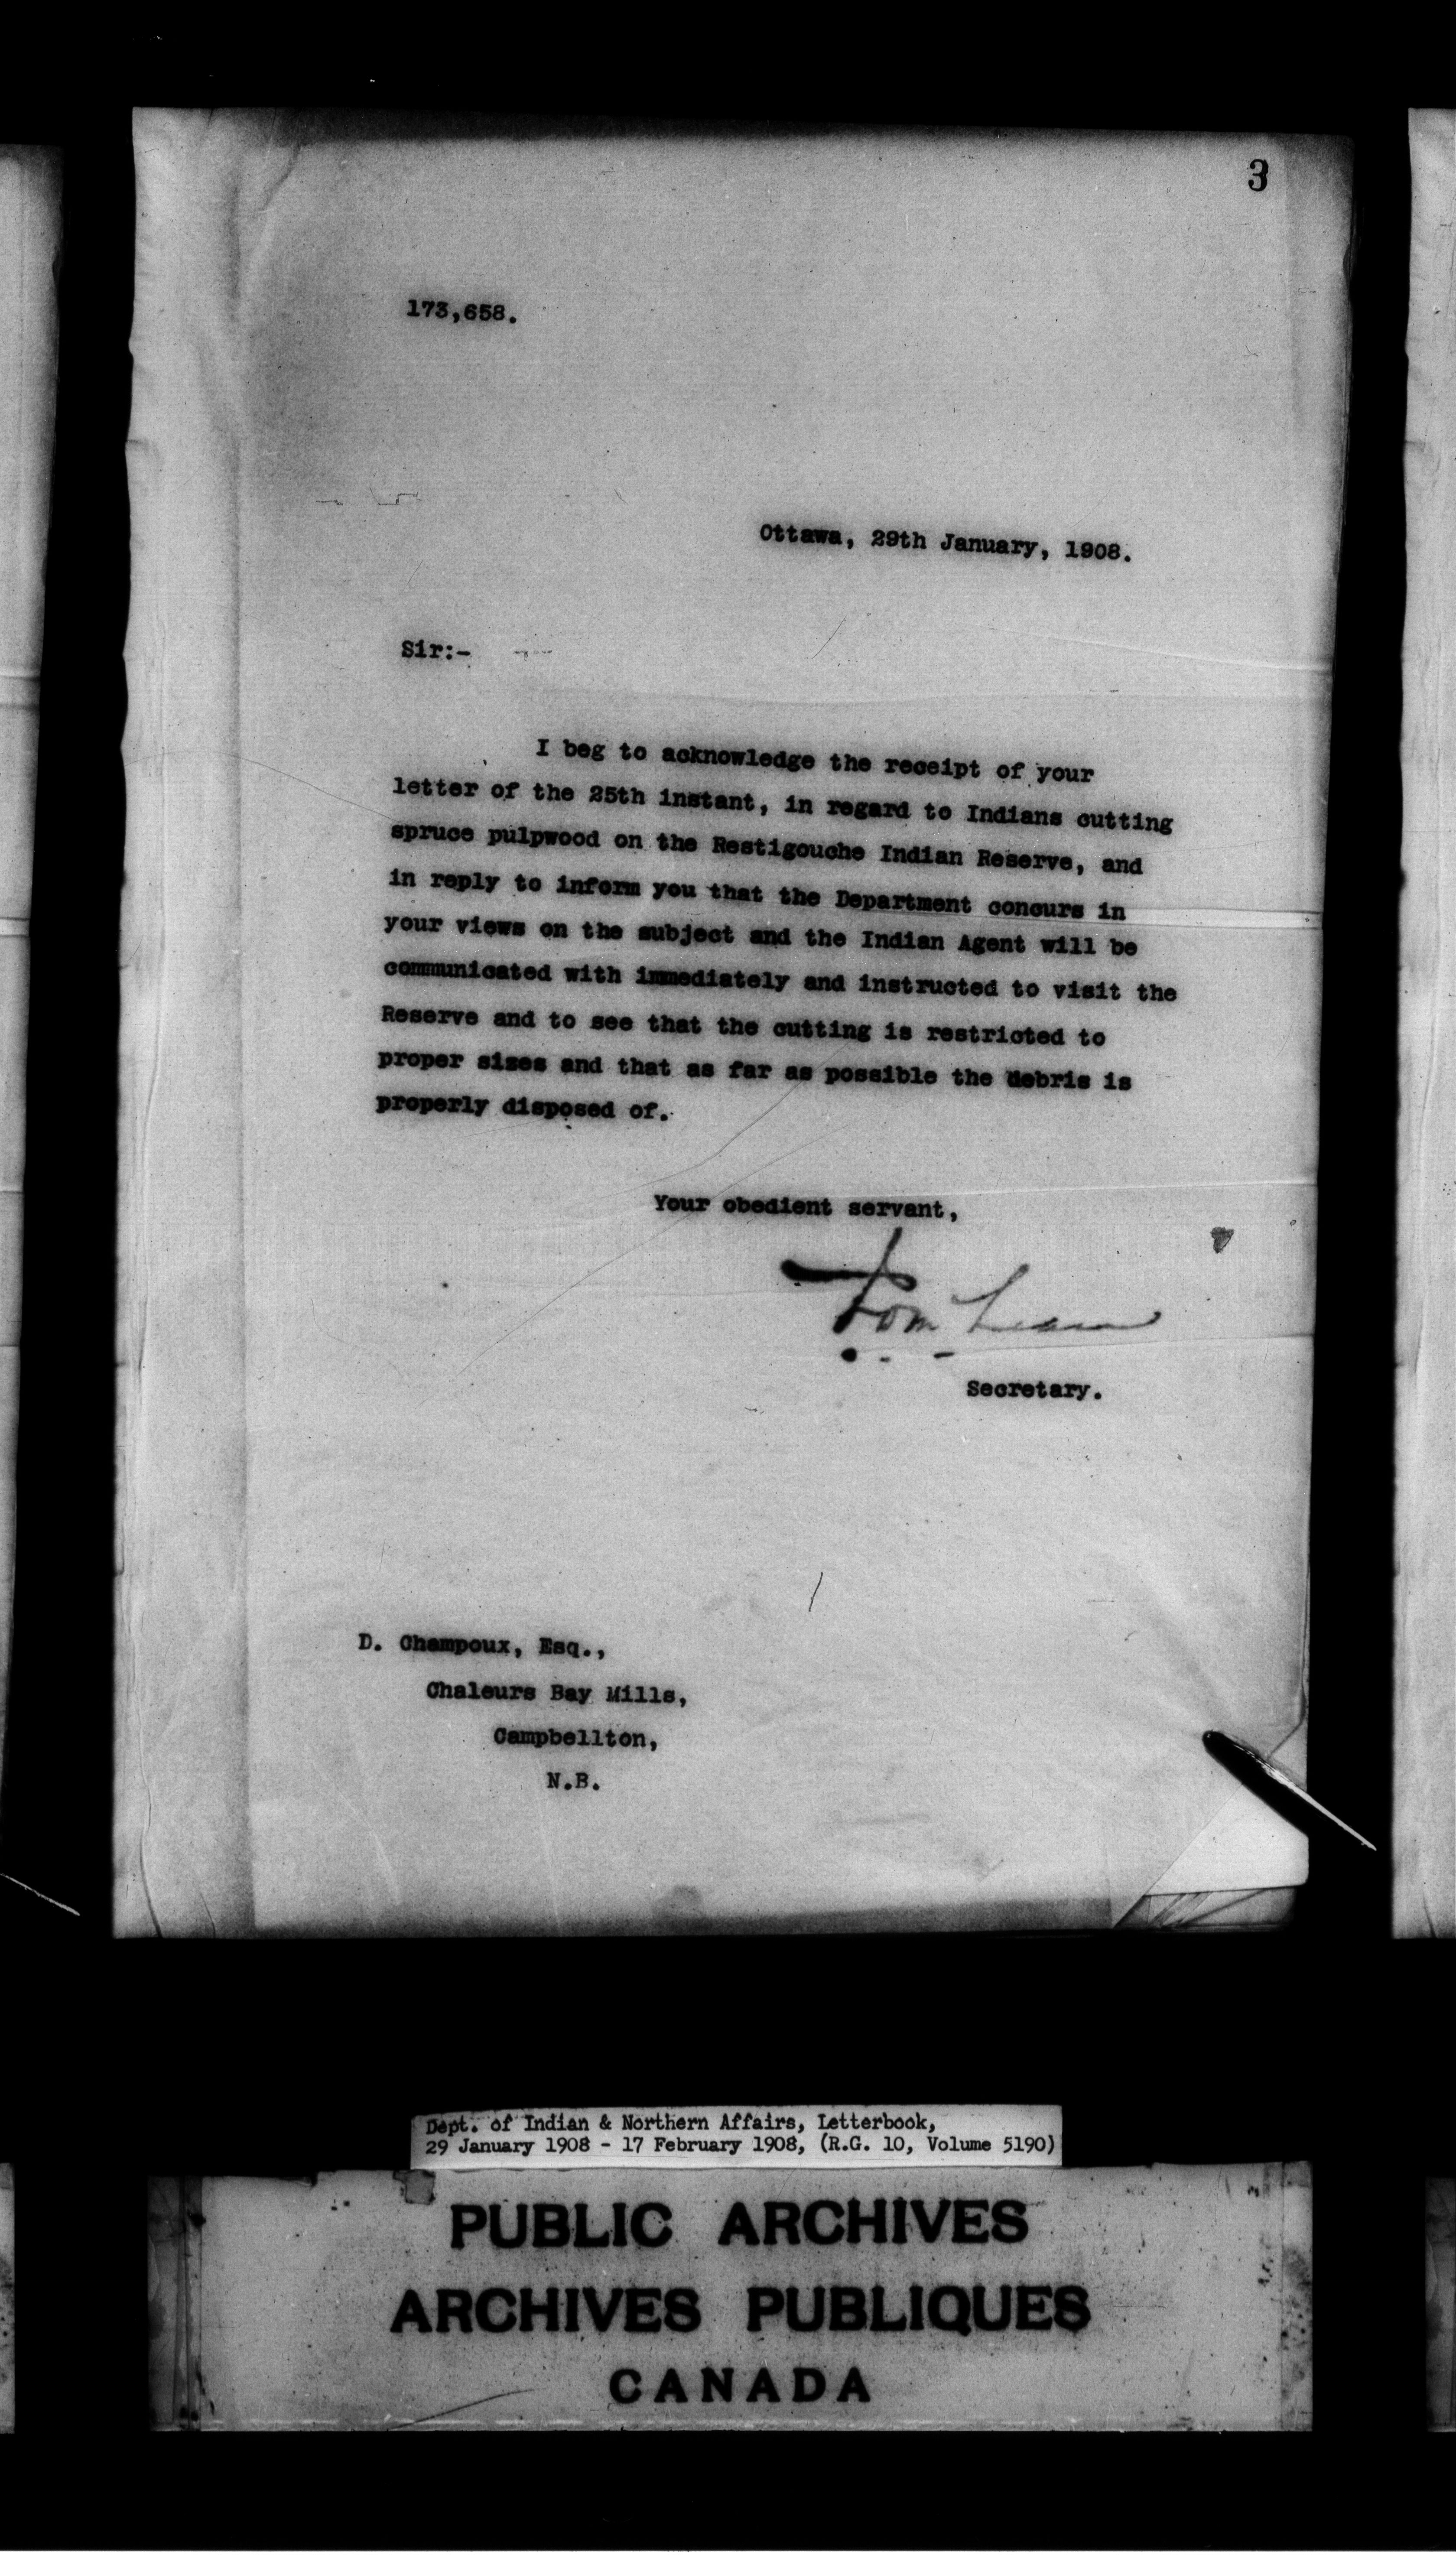 3
173,658.
Ottawa, 29th January, 1908.
Sir:-
I beg to acknowledge the receipt of your
letter of the 25th instant, in regard to Indians cutting
spruce pulpwood on the Restigouche Indian Reserve, and
in reply to inform you that the Department concurs in
your views on the subject and the Indian Agent will be
communicated with immediately and instructed to visit the
Reserve and to see that the cutting is restricted to
proper sizes and that as far as possible the debris is
properly disposed of.
Your obedient servant,
Secretary.
D. Champoux, Esq.,
Chaleurs Bay Mills,
Campbellton,
N.B.
Dept. of Indian & Northern Affairs, Letterbook,
29 January 1908 - 17 February 1908, (R.G. 10, Volume 5190)
PUBLIC ARCHIVES
ARCHIVES PUBLIQUES
CANADA